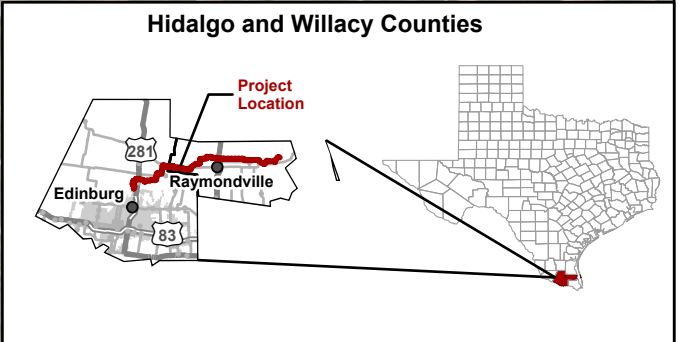 Hidalgo and Willacy Counties
Project
Location
281
Raymondville
Edinburg
83